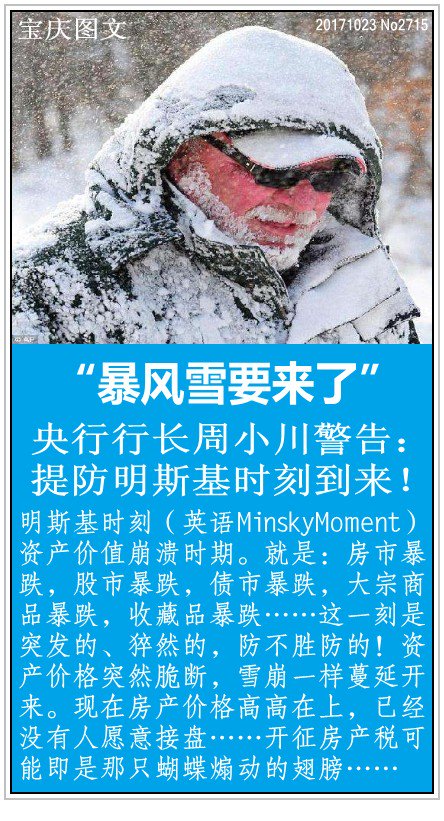 宝庆图文
20171023 No2715
“暴风雪要来了”
央行行长周小川警告：
提防明斯基时刻到来！
明斯基时刻（英语MinskyMoment）
资产价值崩溃时期。就是：房市暴
跌，股市暴跌，债市暴跌，大宗商
品暴跌，收藏品暴跌……这一刻是
突发的、猝然的，防不胜防的！资
产价格突然脆断，雪崩一样蔓延开
来。现在房产价格高高在上，已经
没有人愿意接盘……开征房产税可
能即是那只蝴蝶煽动的翅膀……